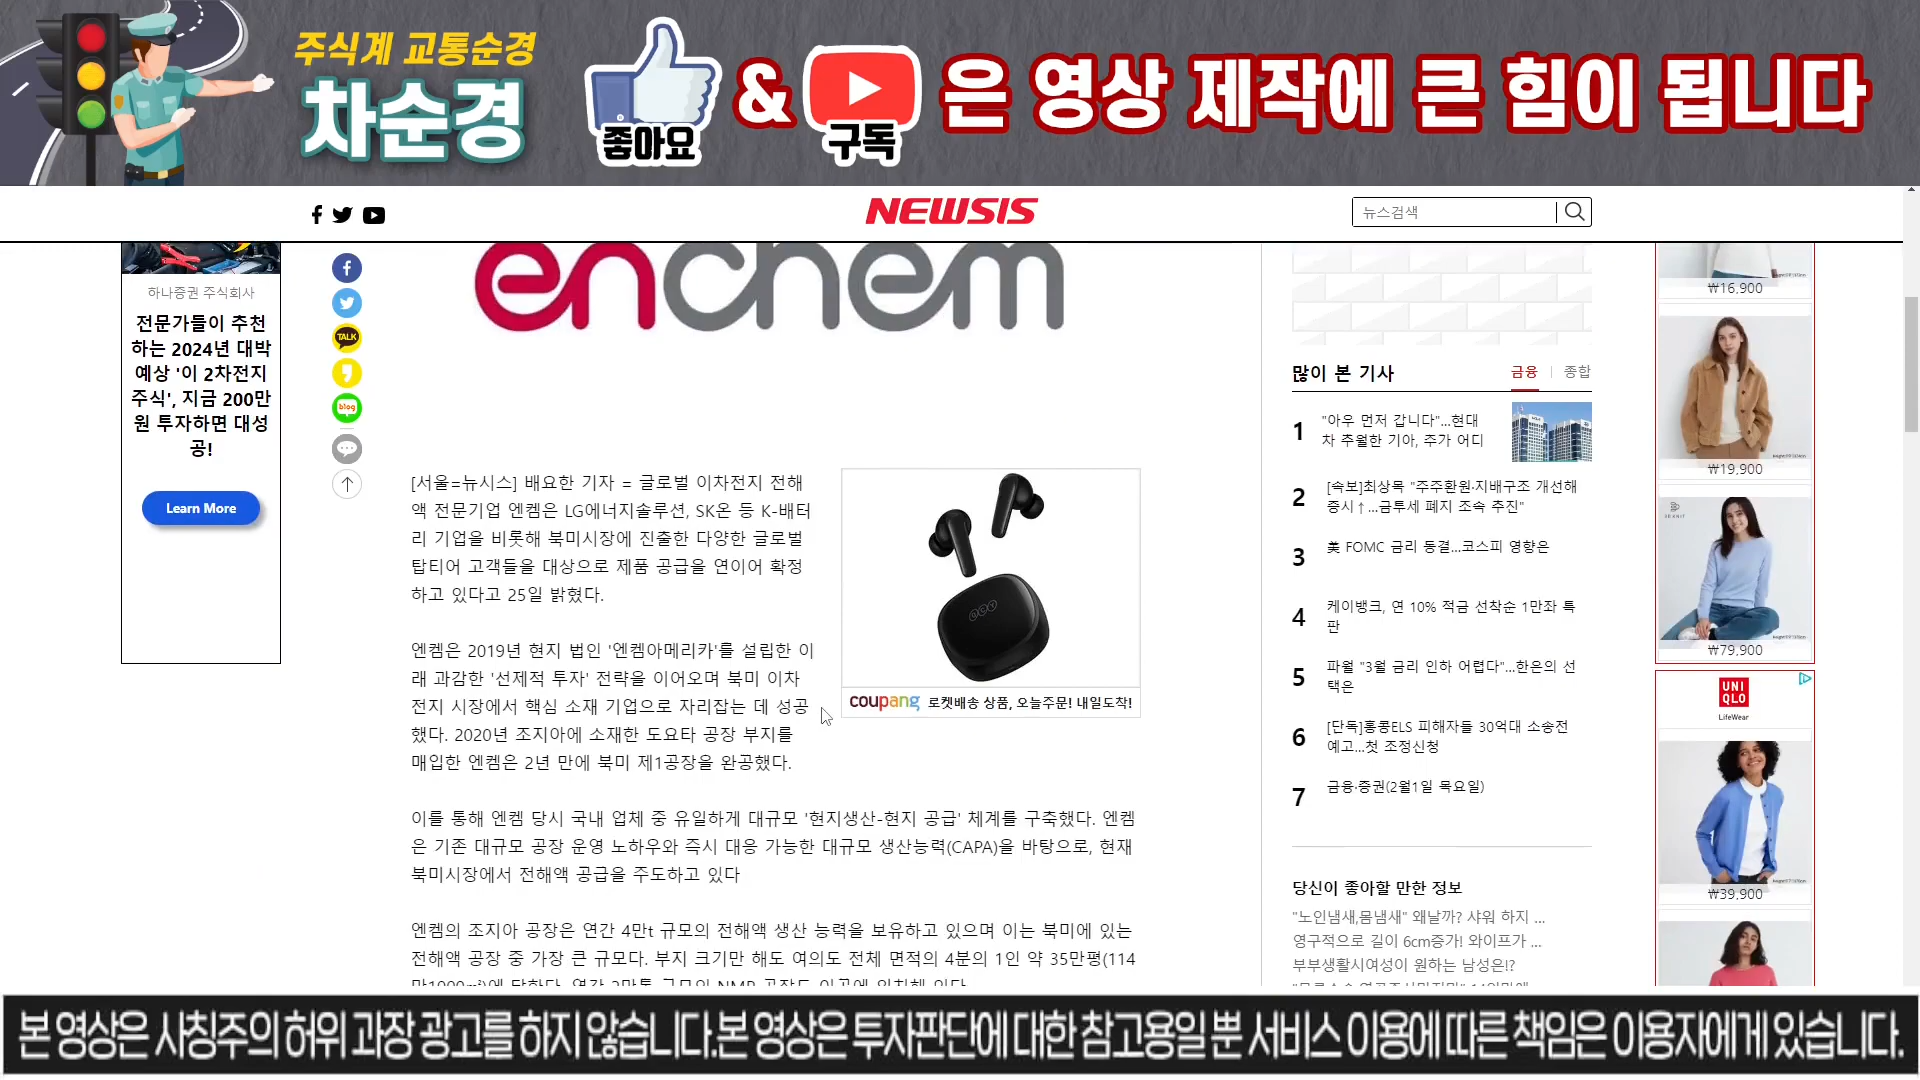 주식계 교통순경
차순경
좋아요
&
구독
은 영상 제작에 큰 힘이 됩니다
NEWSIS
뉴스검색
enchem
하나증권 주식회사
전문가들이 추천
하는 2024년 대박
예상 '이 2차전지
주식', 지금 200만
원 투자하면 대성
공!
Learn More
TALK
blog
[서울=뉴시스] 배요한 기자 = 글로벌 이차전지 전해
액 전문기업 엔켐은 LG에너지솔루션, SK온 등 K-배터
리 기업을 비롯해 북미시장에 진출한 다양한 글로벌
탑티어 고객들을 대상으로 제품 공급을 연이어 확정
하고 있다고 25일 밝혔다.
엔켐은 2019년 현지 법인 '엔켐아메리카'를 설립한 이
래 과감한 '선제적 투자' 전략을 이어오며 북미 이차
전지 시장에서 핵심 소재 기업으로 자리잡는 데 성공
했다. 2020년 조지아에 소재한 도요타 공장 부지를
매입한 엔켐은 2년 만에 북미 제1공장을 완공했다.
QCY
coupang 로켓배송 상품, 오늘주문! 내일도착!
이를 통해 엔켐 당시 국내 업체 중 유일하게 대규모 '현지생산-현지 공급' 체계를 구축했다. 엔켐
은 기존 대규모 공장 운영 노하우와 즉시 대응 가능한 대규모 생산능력(CAPA)을 바탕으로, 현재
북미시장에서 전해액 공급을 주도하고 있다
엔켐의 조지아 공장은 연간 4만t 규모의 전해액 생산 능력을 보유하고 있으며 이는 북미에 있는
전해액 공장 중 가장 큰 규모다. 부지 크기만 해도 여의도 전체 면적의 4분의 1인 약 35만평(114
많이 본 기사
금융
종합
1 "아우 먼저 갑니다"...현대
차 추월한 기아, 주가 어디
2 [속보]최상목 "주주환원·지배구조 개선해
증시↑...금투세 폐지 조속 추진"
3 美 FOMC 금리 동결...코스피 영향은
4 케이뱅크, 연 10% 적금 선착순 1만좌 특
판
5 파월 "3월 금리 인하 어렵다"...한은의 선
택은
6 [단독]홍콩ELS 피해자들 30억대 소송전
예고...첫 조정신청
7 금융·증권(2월1일 목요일)
당신이 좋아할 만한 정보
"노인냄새,몸냄새" 왜날까? 샤워 하지 ...
영구적으로 길이 6cm증가! 와이프가 ...
부부생활시여성이 원하는 남성은!?
₩16,900
₩19,900
₩79,900
UNI
QLO
LifeWear
₩39,900
본 영상은 사칭주의 허위 과장 광고를 하지 않습니다.본 영상은 투자판단에 대한 참고용일 뿐 서비스 이용에 따른 책임은 이용자에게 있습니다.